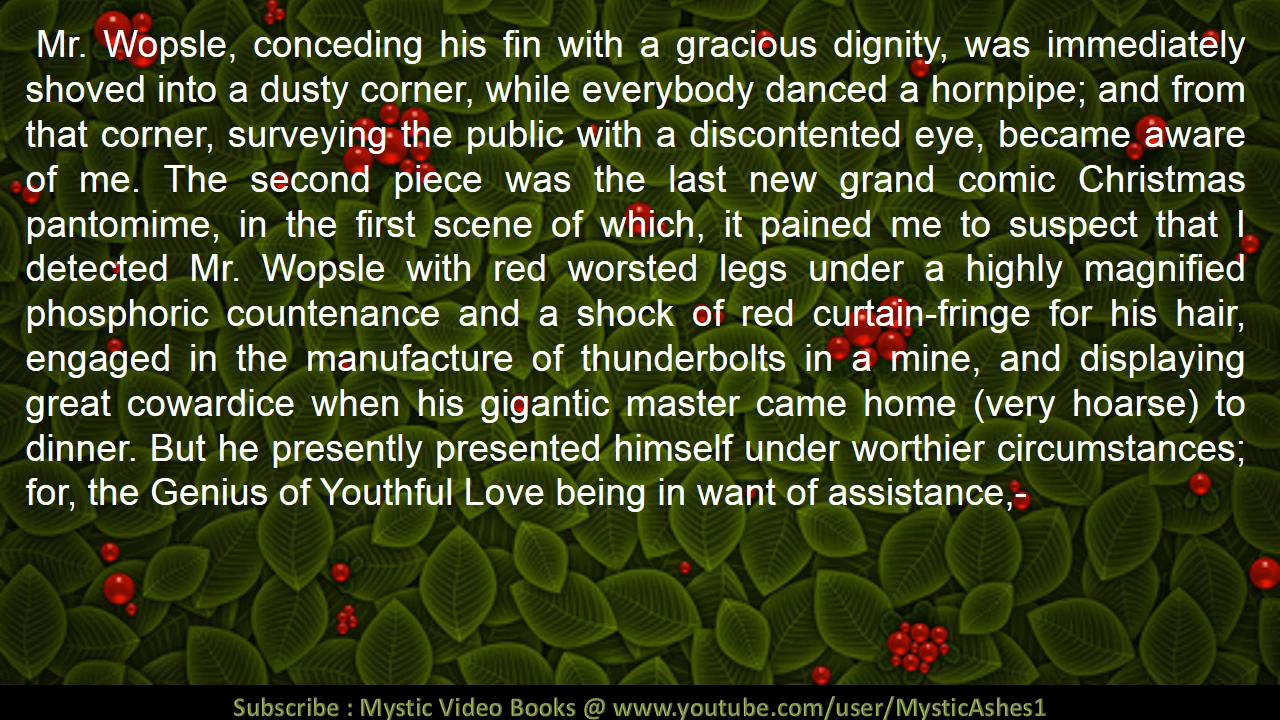 Mr. Wopsle, conceding his fin with a gracious dignity, was immediately
shoved into a dusty corner, while everybody danced a hornpipe; and from
that corner, surveying the public with a discontented eye, became aware
of me. The second piece was the last new grand comic Christmas
pantomime, in the first scene of which, it pained me to suspect that I
detected Mr. Wopsle with red worsted legs under a highly magnified
phosphoric countenance and a shock of red curtain-fringe for his hair,
engaged in the manufacture of thunderbolts in a mine, and displaying
great cowardice when his gigantic master came home (very hoarse) to
dinner. But he presently presented himself under worthier circumstances;
for, the Genius of Youthful Love being in want of assistance,-
Subscribe : Mystic Video Books @ www.youtube.com/user/MysticAshes1